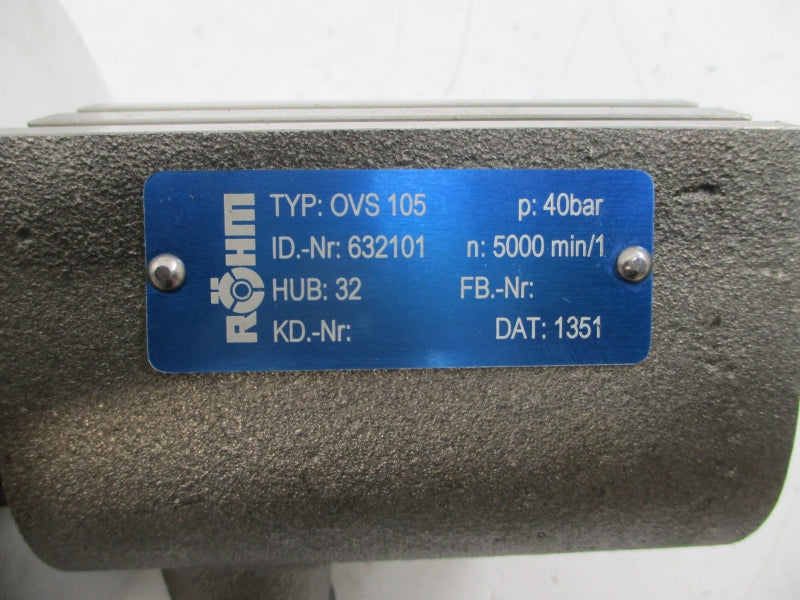 RÖHM
TYP: OVS 105 p: 40bar
ID.-Nr: 632101 n: 5000 min/1
HUB: 32 FB.-Nr:
KD.-Nr: DAT: 1351